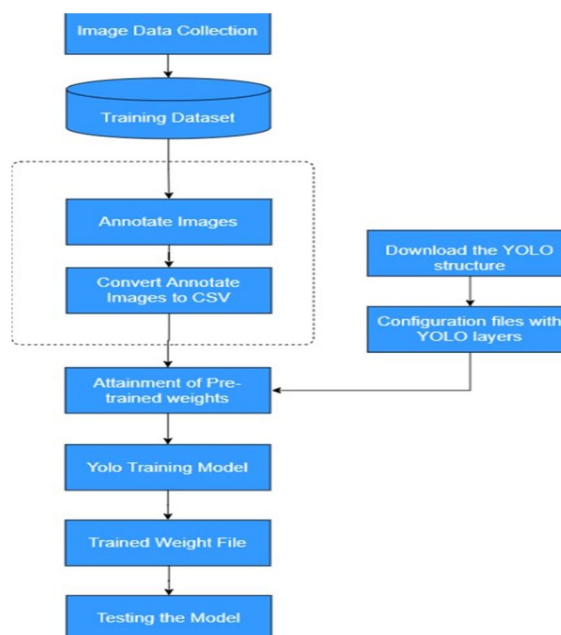 Image Data Collection
Training Dataset
Annotate Images
Convert Annotate
Images to CSV
Download the YOLO
structure
Configuration files with
YOLO layers
Attainment of Pre-
trained weights
Yolo Training Model
Trained Weight File
Testing the Model